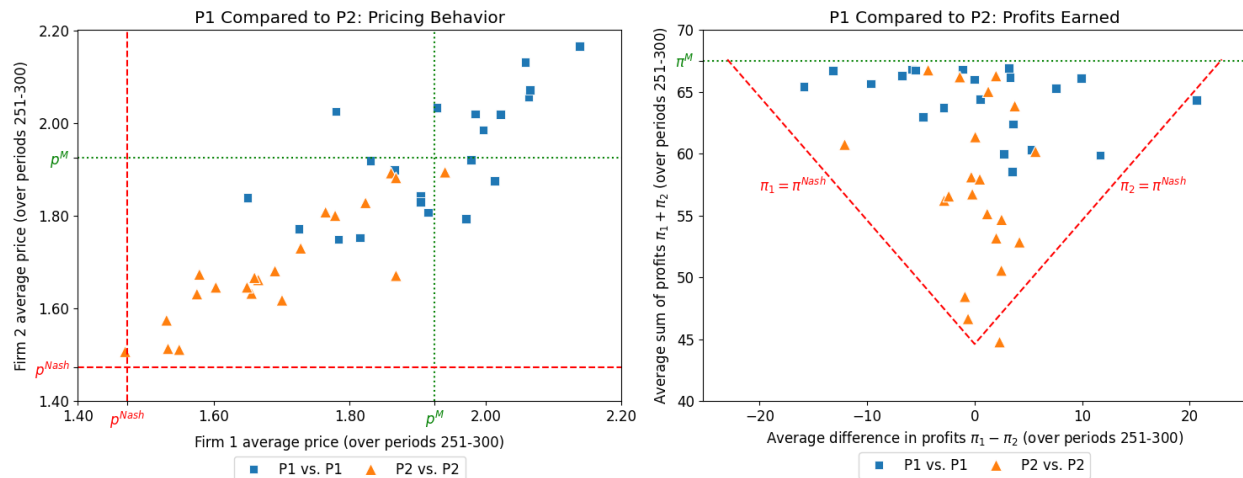 P1 Compared to P2: Pricing Behavior
Firm 2 average price (over periods 251-300)
2.20
2.00
p^M
1.80
1.60
p^Nash
1.40
1.40
1.60
1.80
2.00
2.20
p^Nash
p^M
Firm 1 average price (over periods 251-300)
P1 vs. P1
P2 vs. P2
P1 Compared to P2: Profits Earned
Average sum of profits π₁ + π₂ (over periods 251-300)
70
π^M
65
60
55
50
45
40
π₁ = π^Nash
π₂ = π^Nash
−20
−10
0
10
20
Average difference in profits π₁ − π₂ (over periods 251-300)
P1 vs. P1
P2 vs. P2